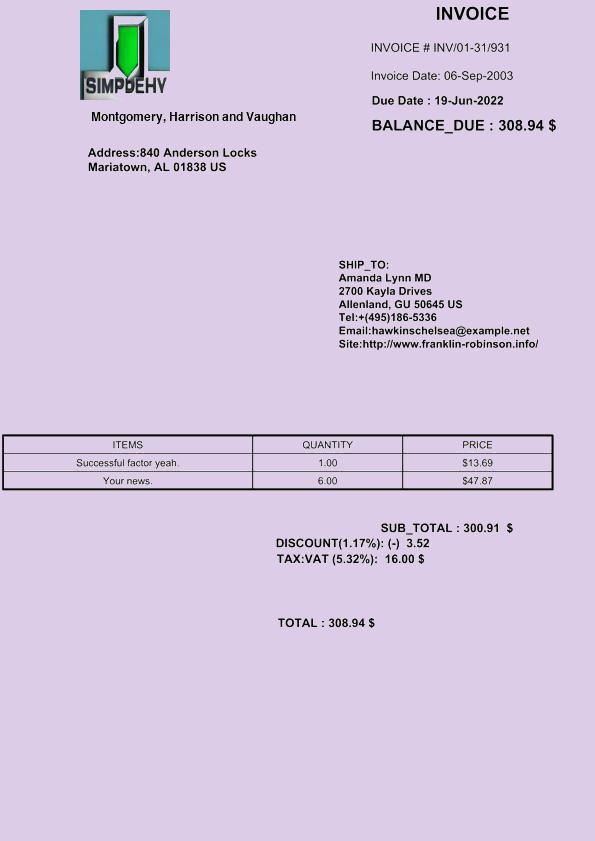 INVOICE
INVOICE # INV/01-31/931
Invoice Date: 06-Sep-2003
Due Date : 19-Jun-2022
BALANCE_DUE : 308.94 $
SIMPDEHY
Montgomery, Harrison and Vaughan
Address:840 Anderson Locks
Mariatown, AL 01838 US
SHIP_TO:
Amanda Lynn MD
2700 Kayla Drives
Allenland, GU 50645 US
Tel:+(495)186-5336
Email:hawkinschelsea@example.net
Site:http://www.franklin-robinson.info/
ITEMS QUANTITY PRICE
Successful factor yeah. 1.00 $13.69
Your news. 6.00 $47.87
SUB_TOTAL : 300.91 $
DISCOUNT(1.17%): (-) 3.52
TAX:VAT (5.32%): 16.00 $
TOTAL : 308.94 $